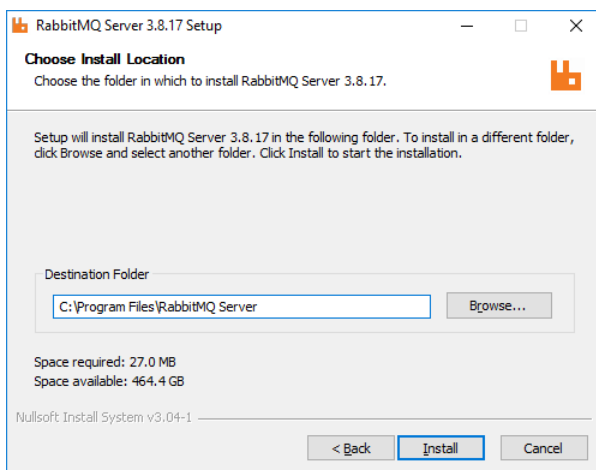 RabbitMQ Server 3.8.17 Setup
Choose Install Location
Choose the folder in which to install RabbitMQ Server 3.8.17.
Setup will install RabbitMQ Server 3.8.17 in the following folder. To install in a different folder,
click Browse and select another folder. Click Install to start the installation.
Destination Folder
C:\Program Files\RabbitMQ Server
Browse...
Space required: 27.0 MB
Space available: 464.4 GB
Nullsoft Install System v3.04-1
< Back
Install
Cancel